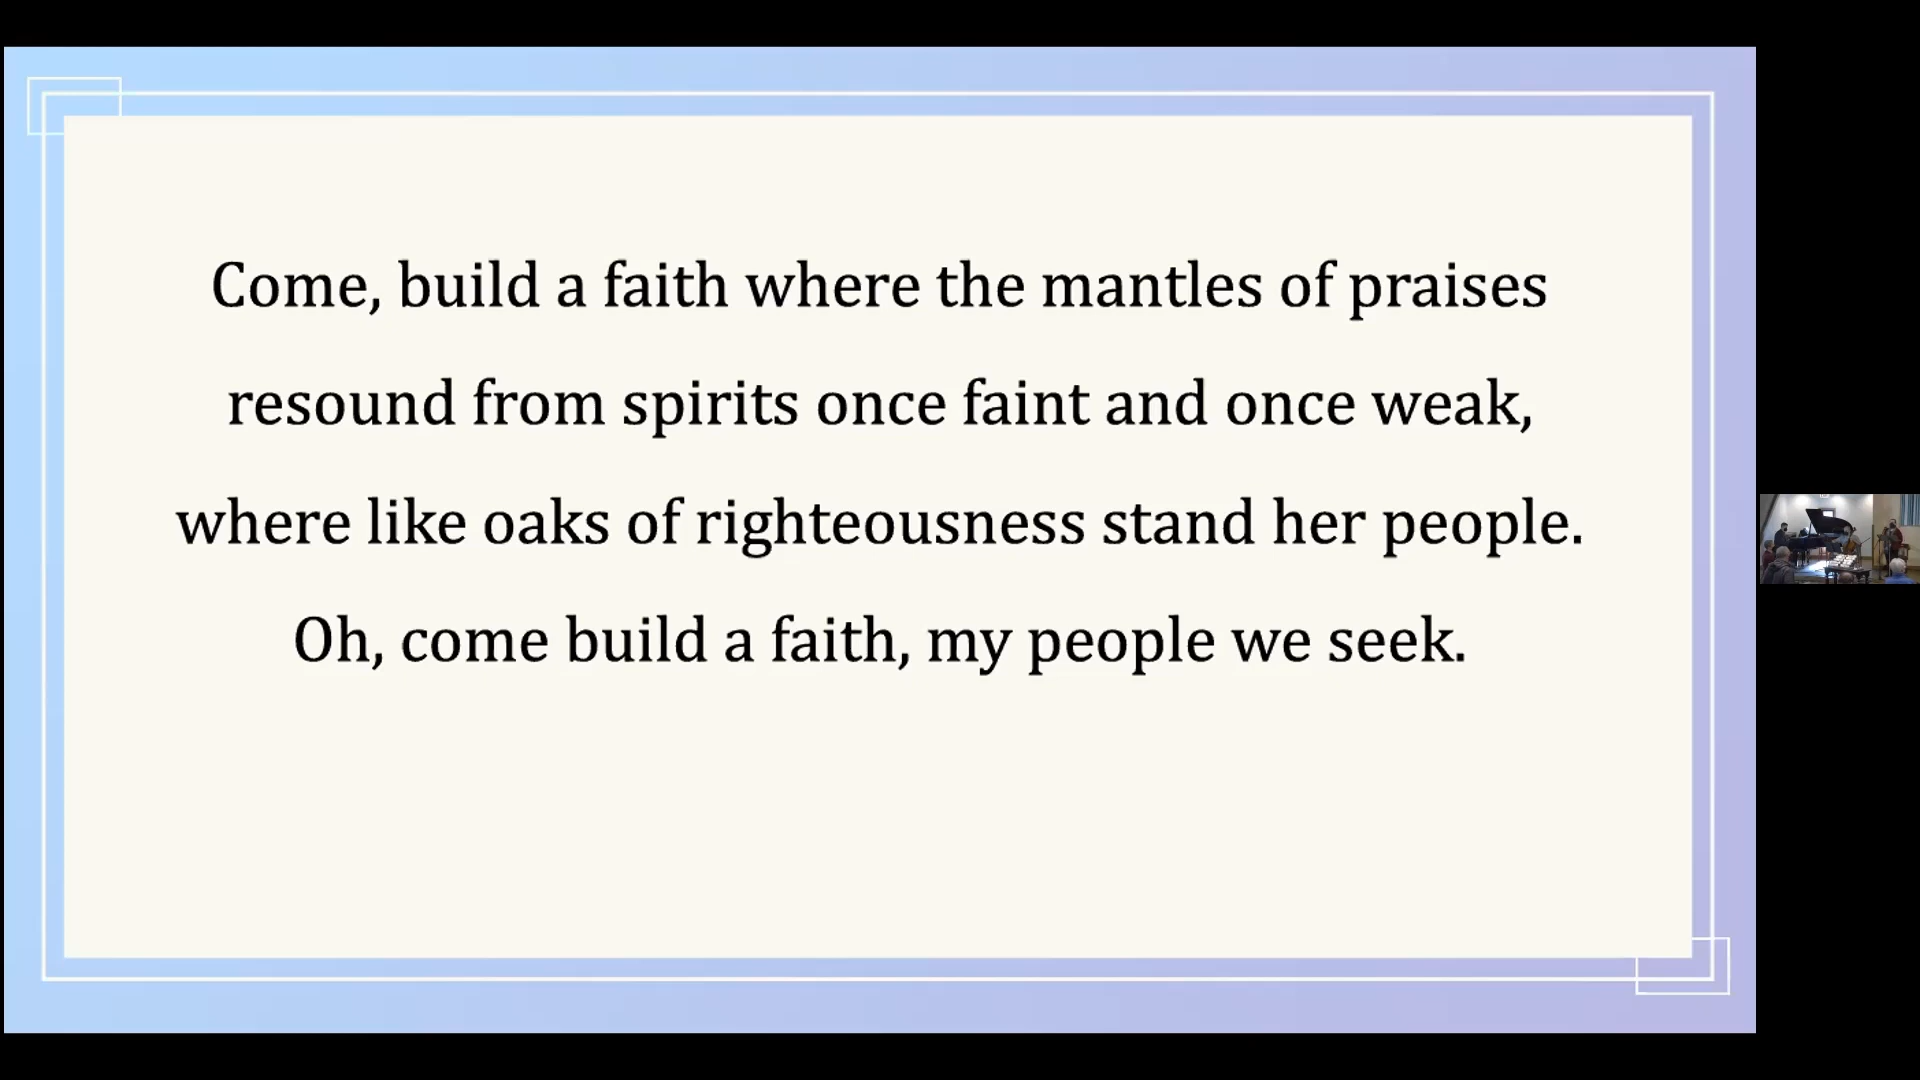 Come, build a faith where the mantles of praises
resound from spirits once faint and once weak,
where like oaks of righteousness stand her people.
Oh, come build a faith, my people we seek.